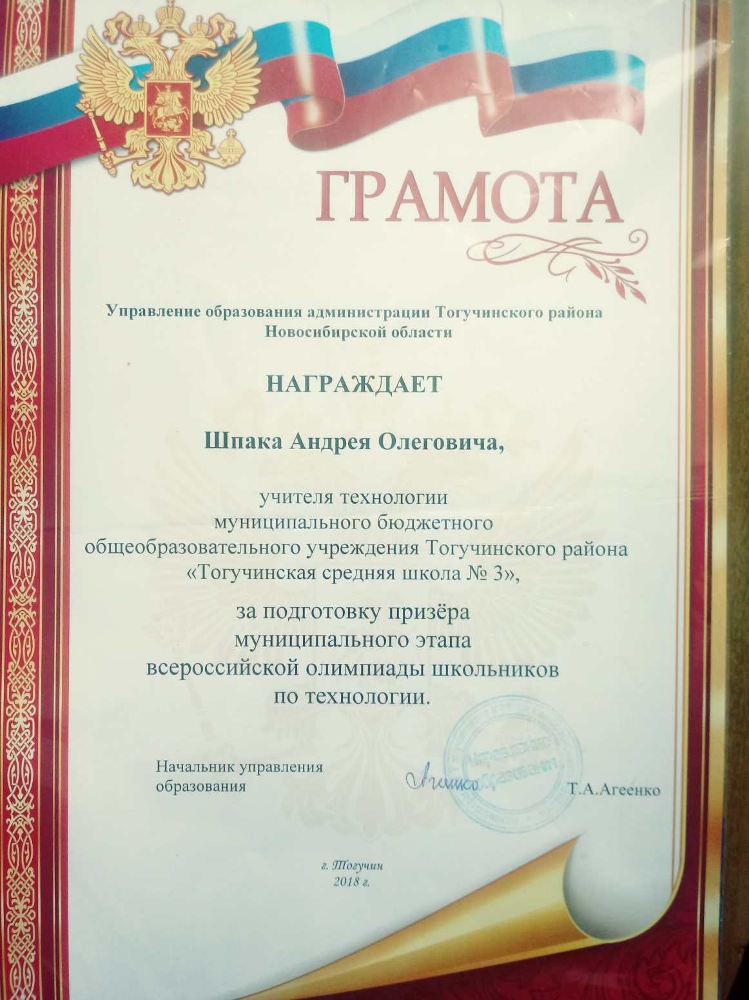 ГРАМОТА
Управление образования администрации Тогучинского района
Новосибирской области
НАГРАЖДАЕТ
Шпака Андрея Олеговича,
учителя технологии
муниципального бюджетного
общеобразовательного учреждения Тогучинского района
«Тогучинская средняя школа № 3»,
за подготовку призёра
муниципального этапа
всероссийской олимпиады школьников
по технологии.
Управление
образования
Начальник управления
образования
Агеенко
Т.А.Агеенко
г. Тогучин
2018 г.